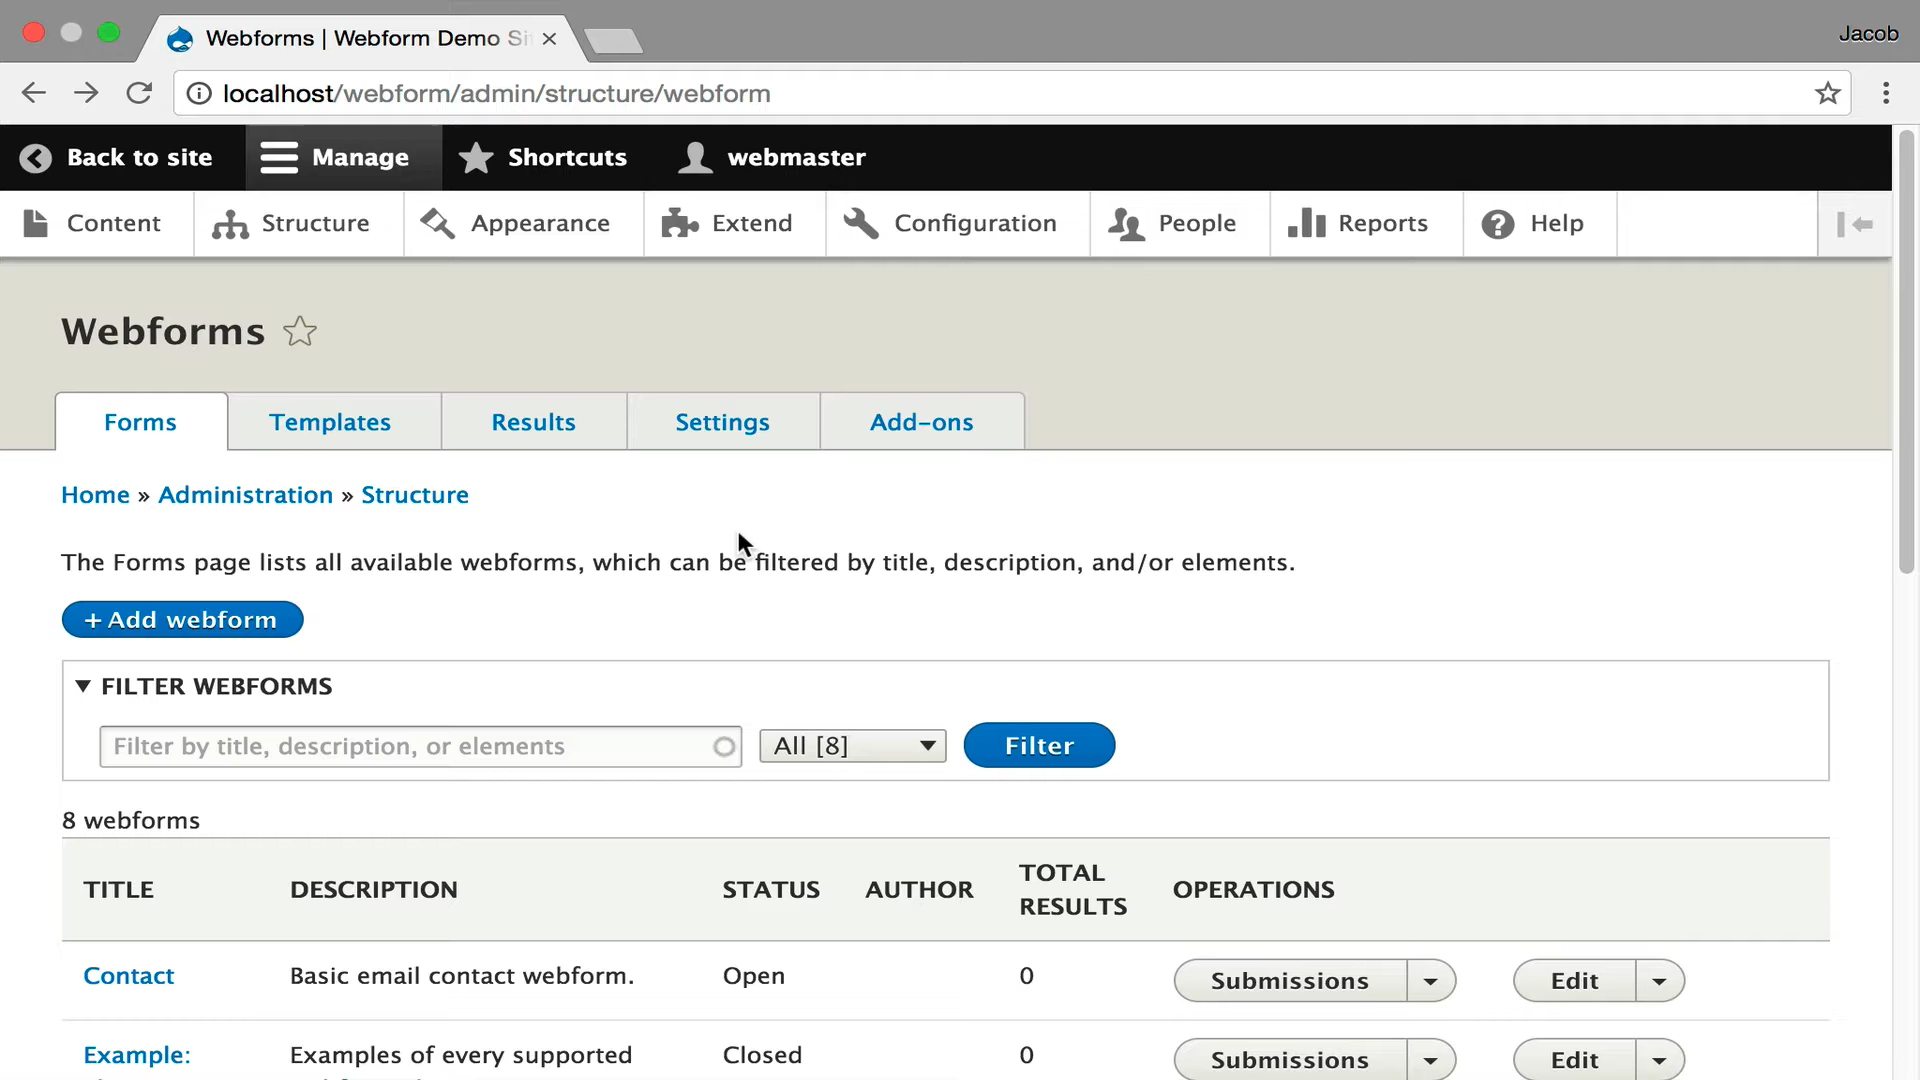 Webforms | Webform Demo Si
Jacob
localhost/webform/admin/structure/webform
Back to site Manage Shortcuts webmaster
Content Structure Appearance Extend Configuration People Reports Help
Webforms
Forms Templates Results Settings Add-ons
Home » Administration » Structure
The Forms page lists all available webforms, which can be filtered by title, description, and/or elements.
+ Add webform
FILTER WEBFORMS
Filter by title, description, or elements All [8] Filter
8 webforms
TITLE DESCRIPTION STATUS AUTHOR TOTAL RESULTS OPERATIONS
Contact Basic email contact webform. Open 0 Submissions Edit
Example: Examples of every supported Closed 0 Submissions Edit